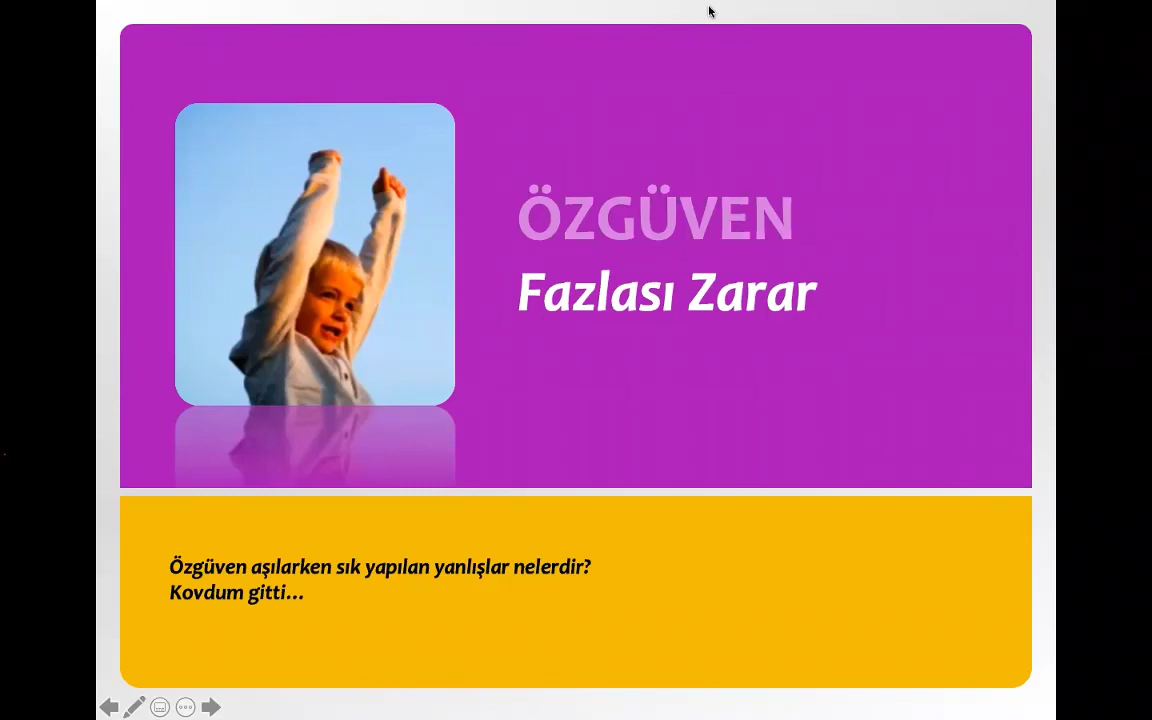 ÖZGÜVEN
Fazlası Zarar
Özgüven aşılarken sık yapılan yanlışlar nelerdir?
Kovdum gitti...